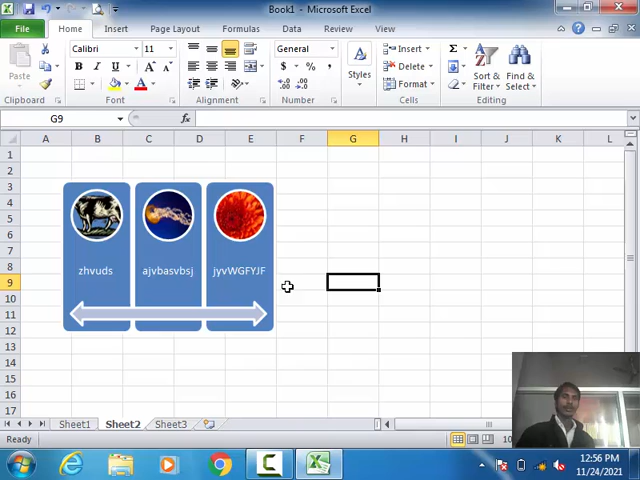 Book1 - Microsoft Excel
File Home Insert Page Layout Formulas Data Review View
Paste
Calibri 11
B I U A
General
$ % ,
Styles
Insert
Delete
Format
Σ
Sort & Filter
Find & Select
Clipboard Font Alignment Number Cells Editing
G9 fx
A B C D E F G H I J K L
1
2
3
4
5
6
7
8
zhvuds ajvbasvbsj jyvWGFYJF
9
10
11
12
13
14
15
16
17
Sheet1 Sheet2 Sheet3
Ready
12:56 PM
11/24/2021